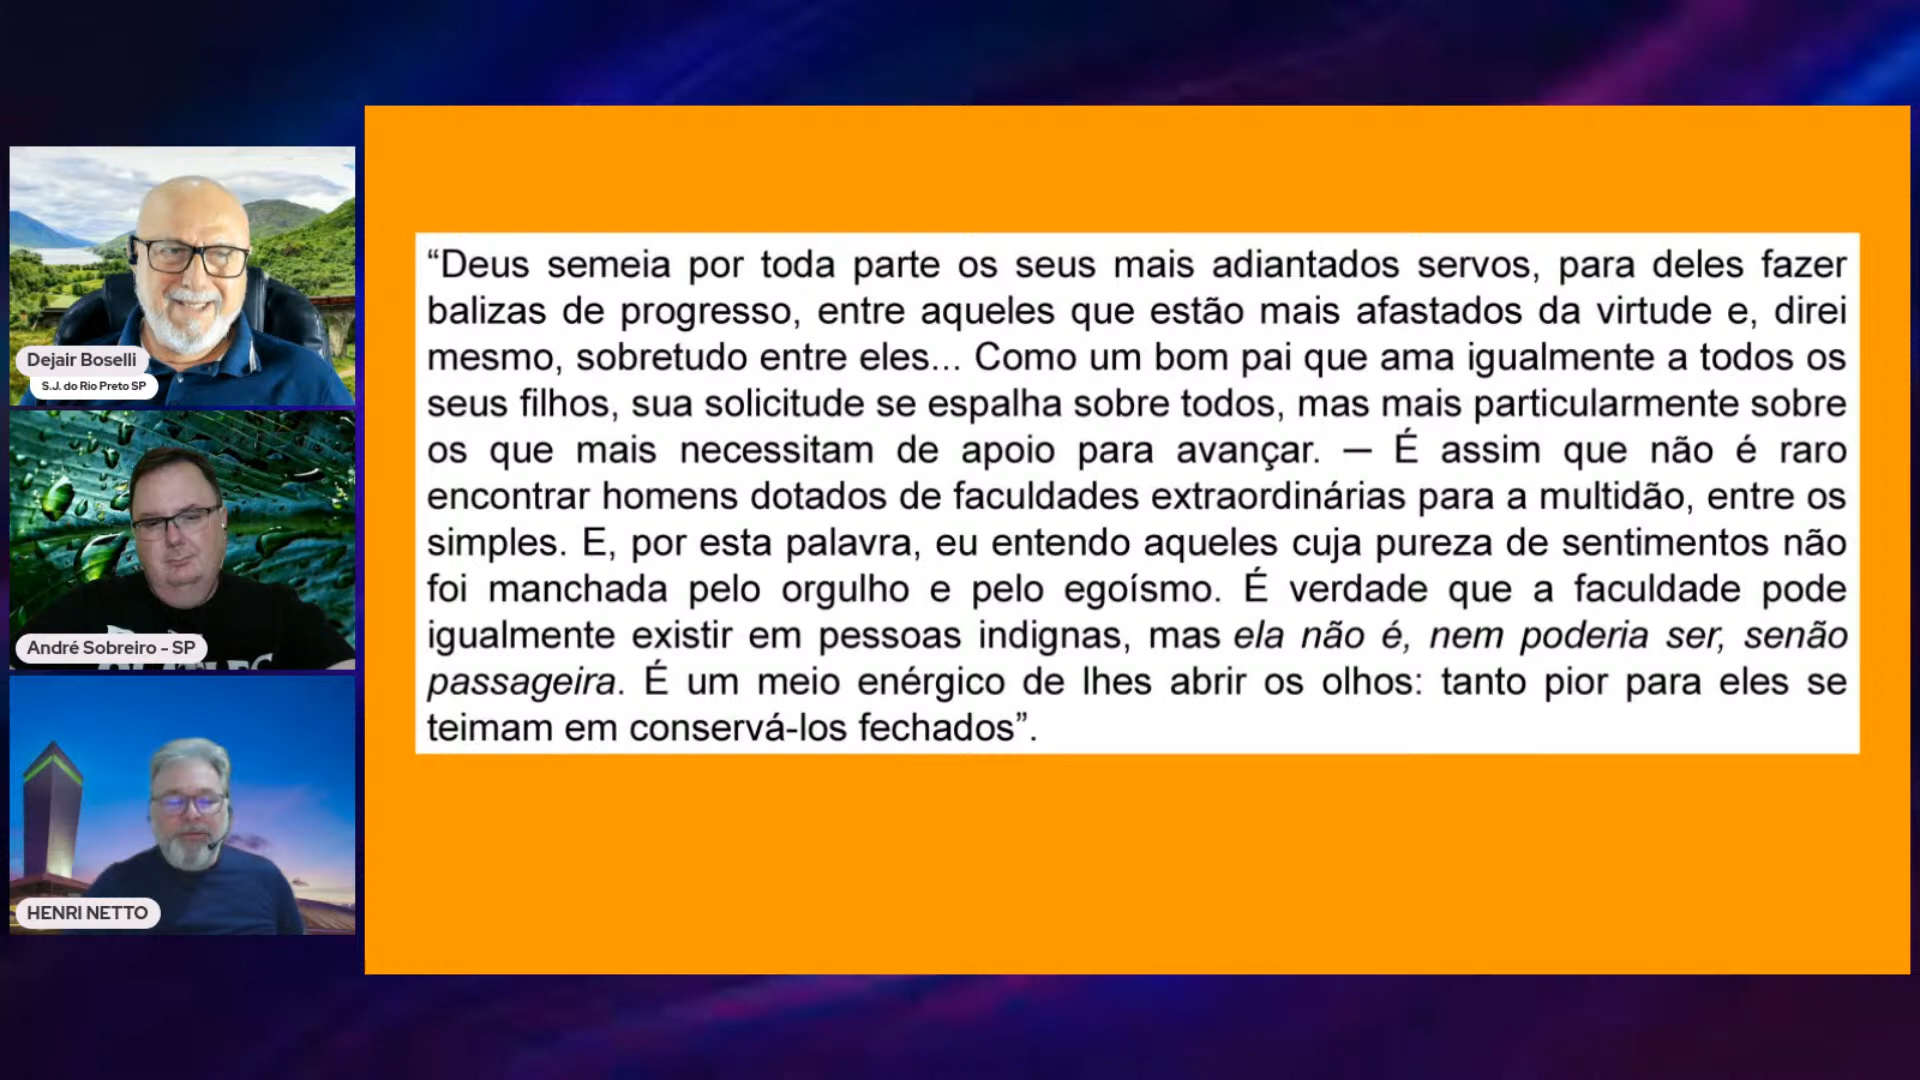 Dejair Boselli
S.J. do Rio Preto SP
André Sobreiro - SP
HENRI NETTO
“Deus semeia por toda parte os seus mais adiantados servos, para deles fazer
balizas de progresso, entre aqueles que estão mais afastados da virtude e, direi
mesmo, sobretudo entre eles... Como um bom pai que ama igualmente a todos os
seus filhos, sua solicitude se espalha sobre todos, mas mais particularmente sobre
os que mais necessitam de apoio para avançar. — É assim que não é raro
encontrar homens dotados de faculdades extraordinárias para a multidão, entre os
simples. E, por esta palavra, eu entendo aqueles cuja pureza de sentimentos não
foi manchada pelo orgulho e pelo egoísmo. É verdade que a faculdade pode
igualmente existir em pessoas indignas, mas ela não é, nem poderia ser, senão
passageira. É um meio enérgico de lhes abrir os olhos: tanto pior para eles se
teimam em conservá-los fechados”.